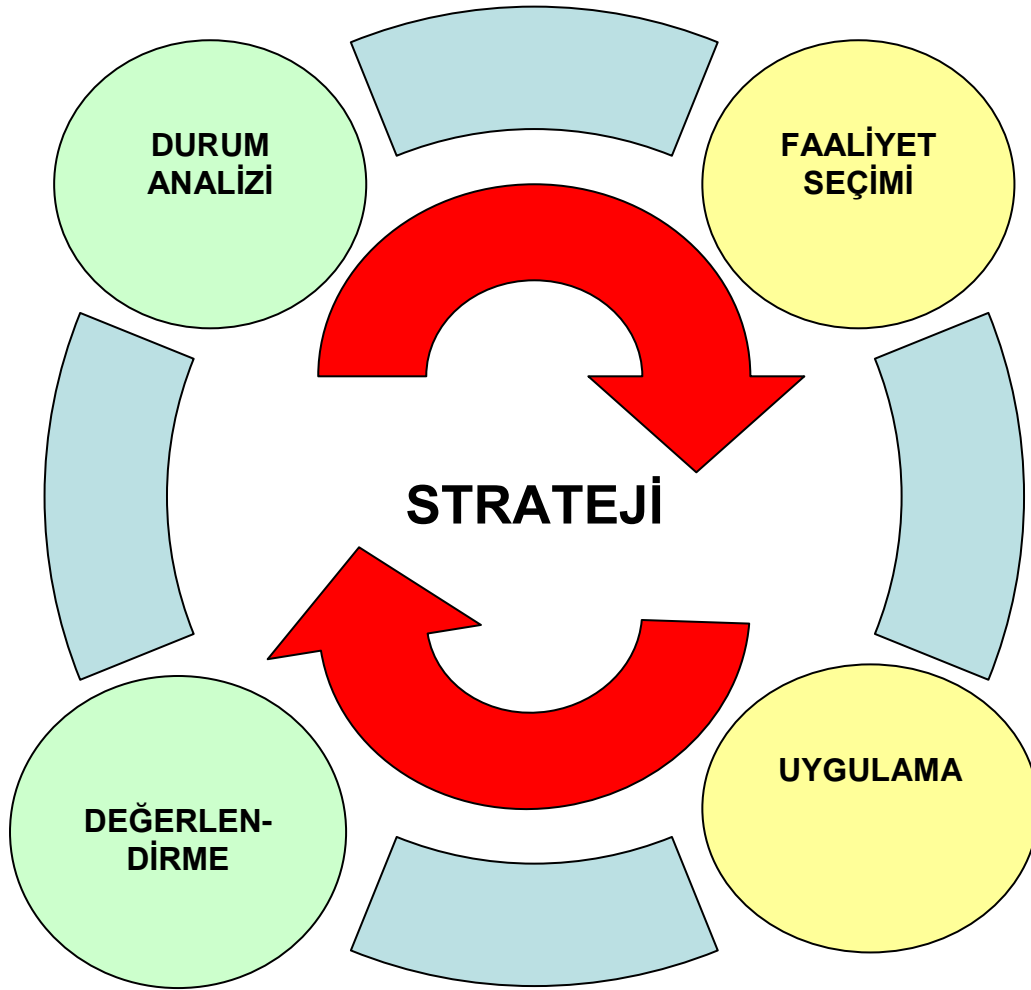 DURUM
ANALİZİ
FAALİYET
SEÇİMİ
STRATEJİ
DEĞERLEN-
DİRME
UYGULAMA